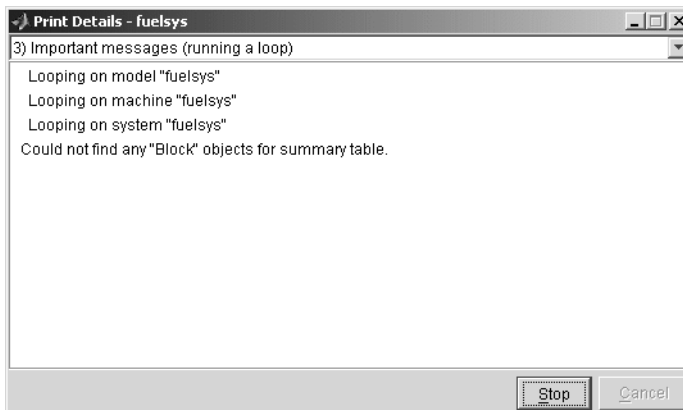 Print Details - fuelsys
3) Important messages (running a loop)
Looping on model "fuelsys"
Looping on machine "fuelsys"
Looping on system "fuelsys"
Could not find any "Block" objects for summary table.
Stop
Cancel